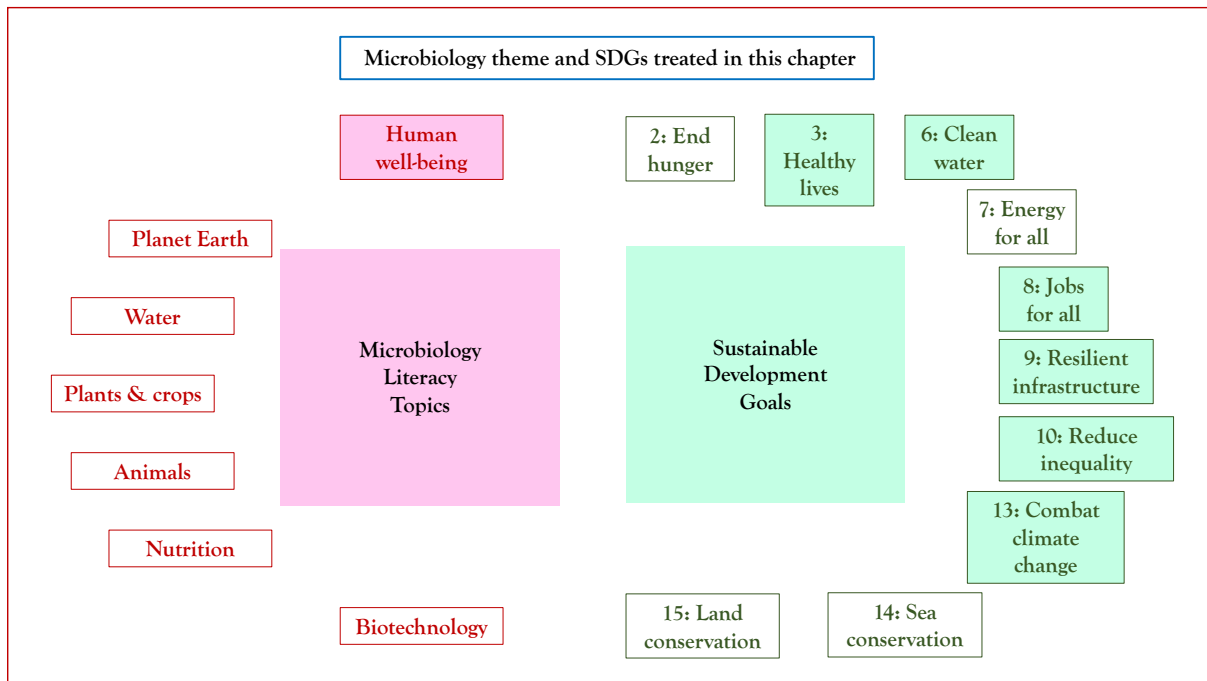 Microbiology theme and SDGs treated in this chapter
Human
well-being
Planet Earth
Water
Plants & crops
Animals
Nutrition
Biotechnology
Microbiology
Literacy
Topics
Sustainable
Development
Goals
2: End
hunger
3:
Healthy
lives
6: Clean
water
7: Energy
for all
8: Jobs
for all
9: Resilient
infrastructure
10: Reduce
inequality
13: Combat
climate
change
14: Sea
conservation
15: Land
conservation